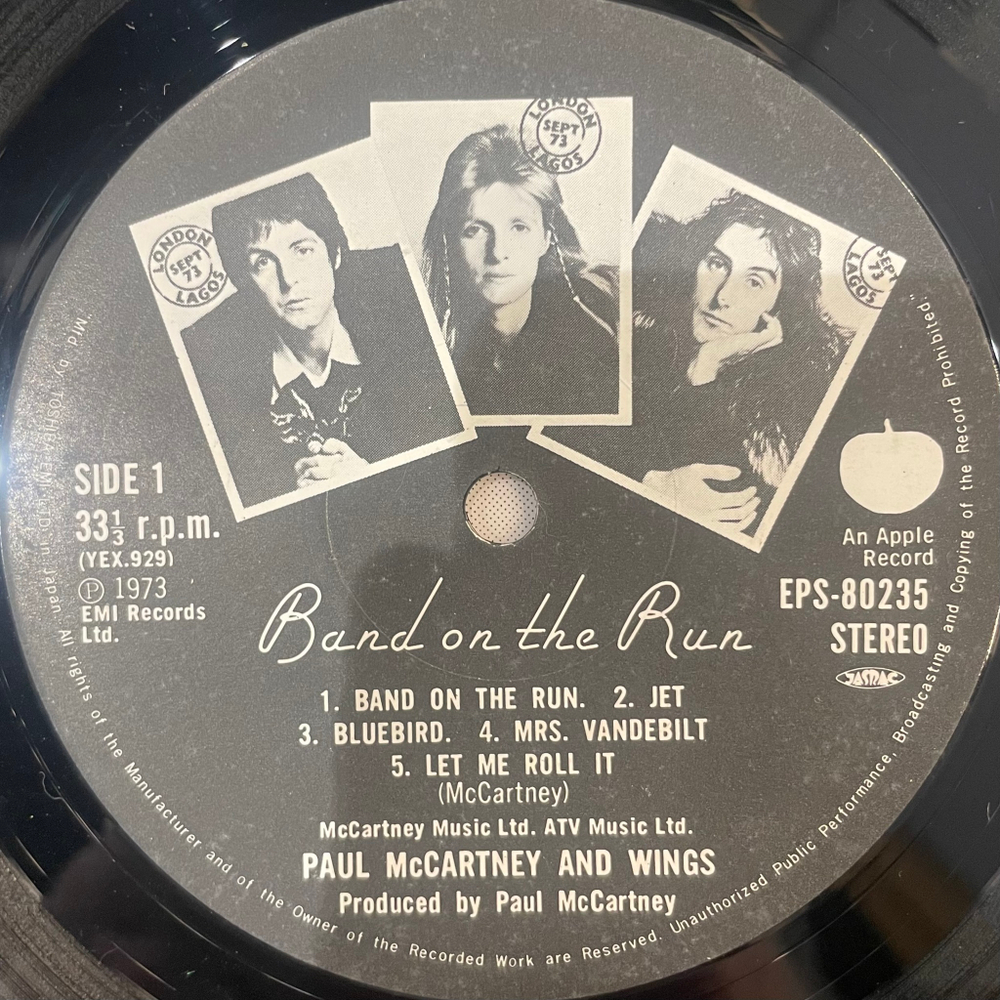 LONDON
SEPT
73
LAGOS
LONDON
SEPT
73
LAGOS
SEPT
73
LAGOS
SIDE 1
33⅓ r.p.m.
(YEX.929)
Ⓟ 1973
EMI Records
Ltd.
An Apple
Record
EPS-80235
STEREO
JASRAC
Band on the Run
1. BAND ON THE RUN. 2. JET
3. BLUEBIRD. 4. MRS. VANDEBILT
5. LET ME ROLL IT
(McCartney)
McCartney Music Ltd. ATV Music Ltd.
PAUL McCARTNEY AND WINGS
Produced by Paul McCartney
"Mfd. by TOSHIBA EMI LTD. in Japan. All rights of the Manufacturer and of the Owner of the Recorded Work are Reserved. Unauthorized Public Performance, Broadcasting and Copying of the Record Prohibited."